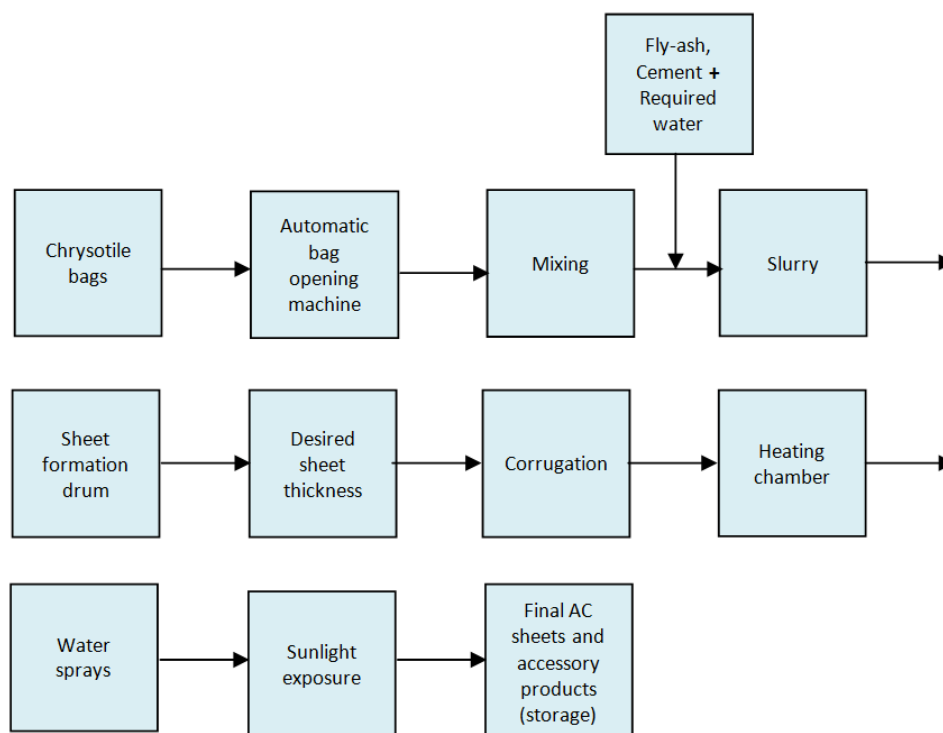 Fly-ash,
Cement +
Required
water
Chrysotile
bags
Automatic
bag
opening
machine
Mixing
Slurry
Sheet
formation
drum
Desired
sheet
thickness
Corrugation
Heating
chamber
Water
sprays
Sunlight
exposure
Final AC
sheets and
accessory
products
(storage)